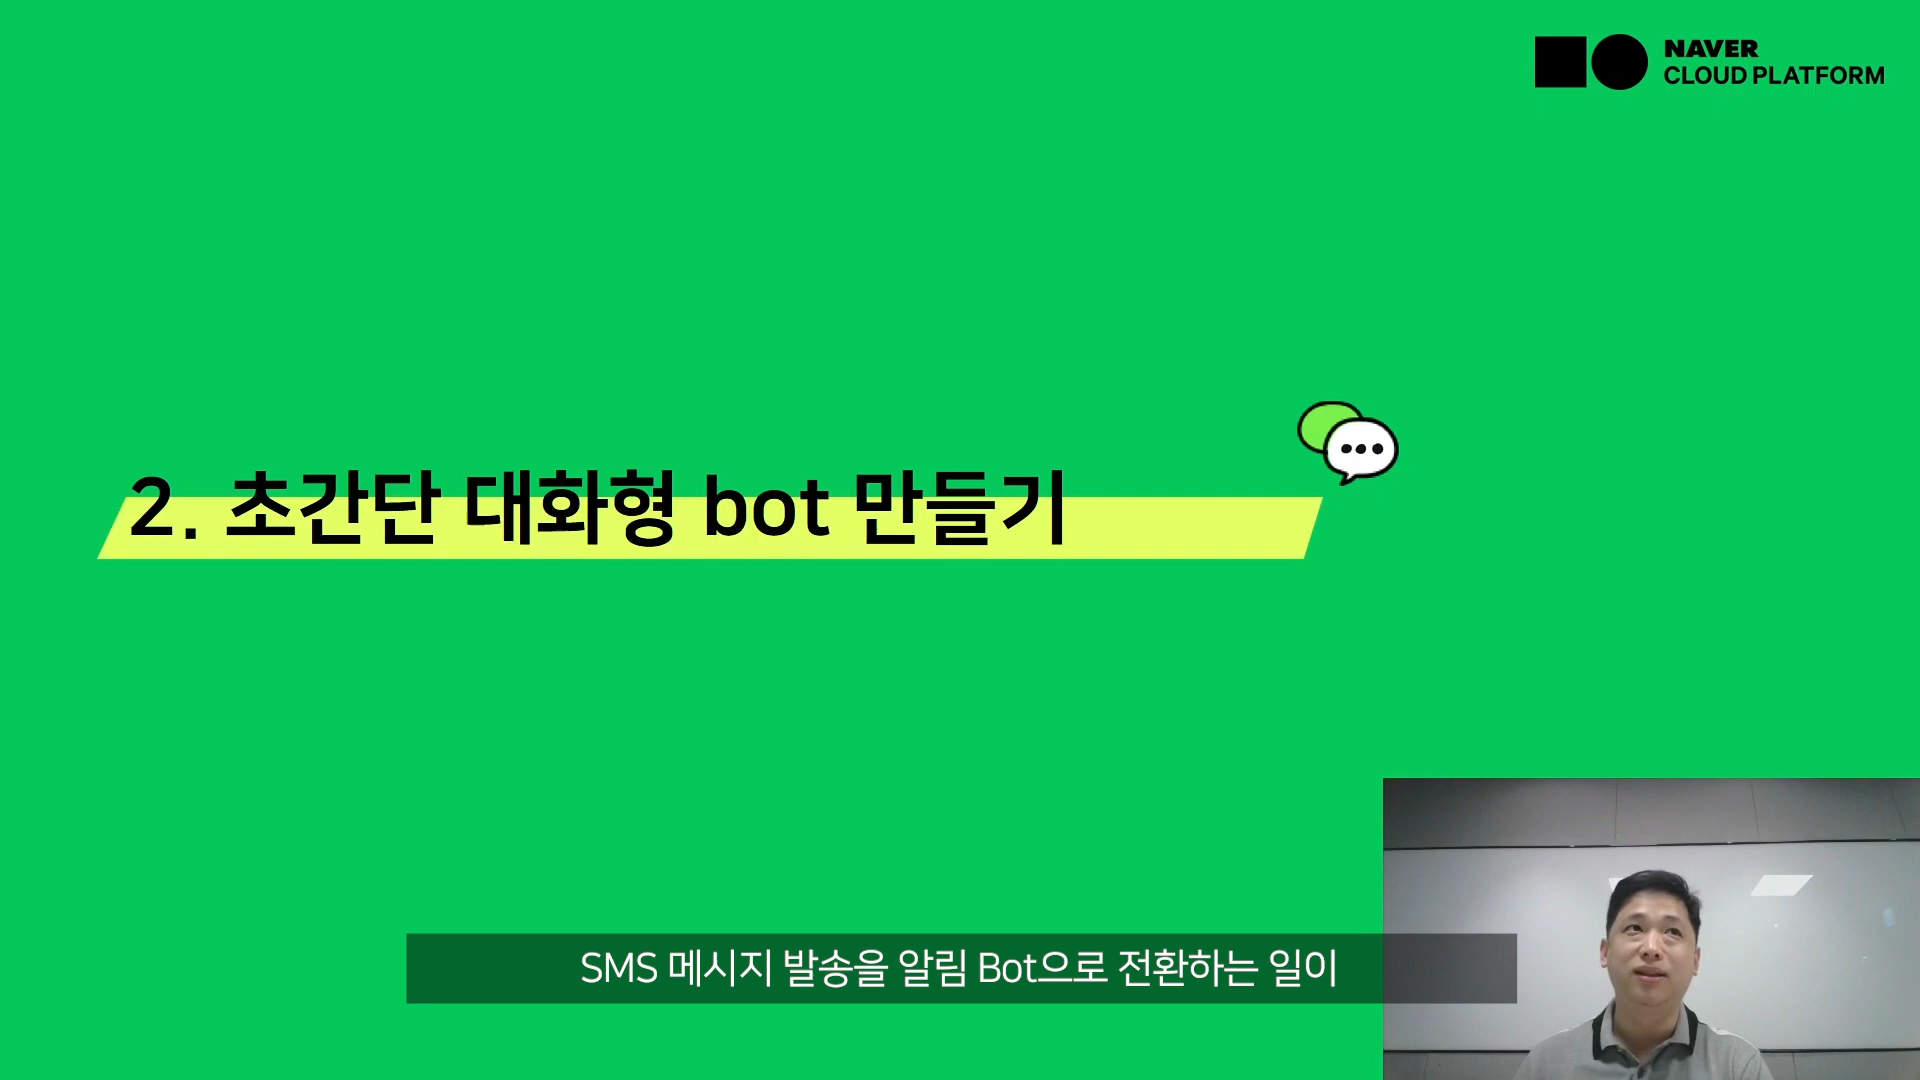 NAVER
CLOUD PLATFORM
2. 초간단 대화형 bot 만들기
SMS 메시지 발송을 알림 Bot으로 전환하는 일이